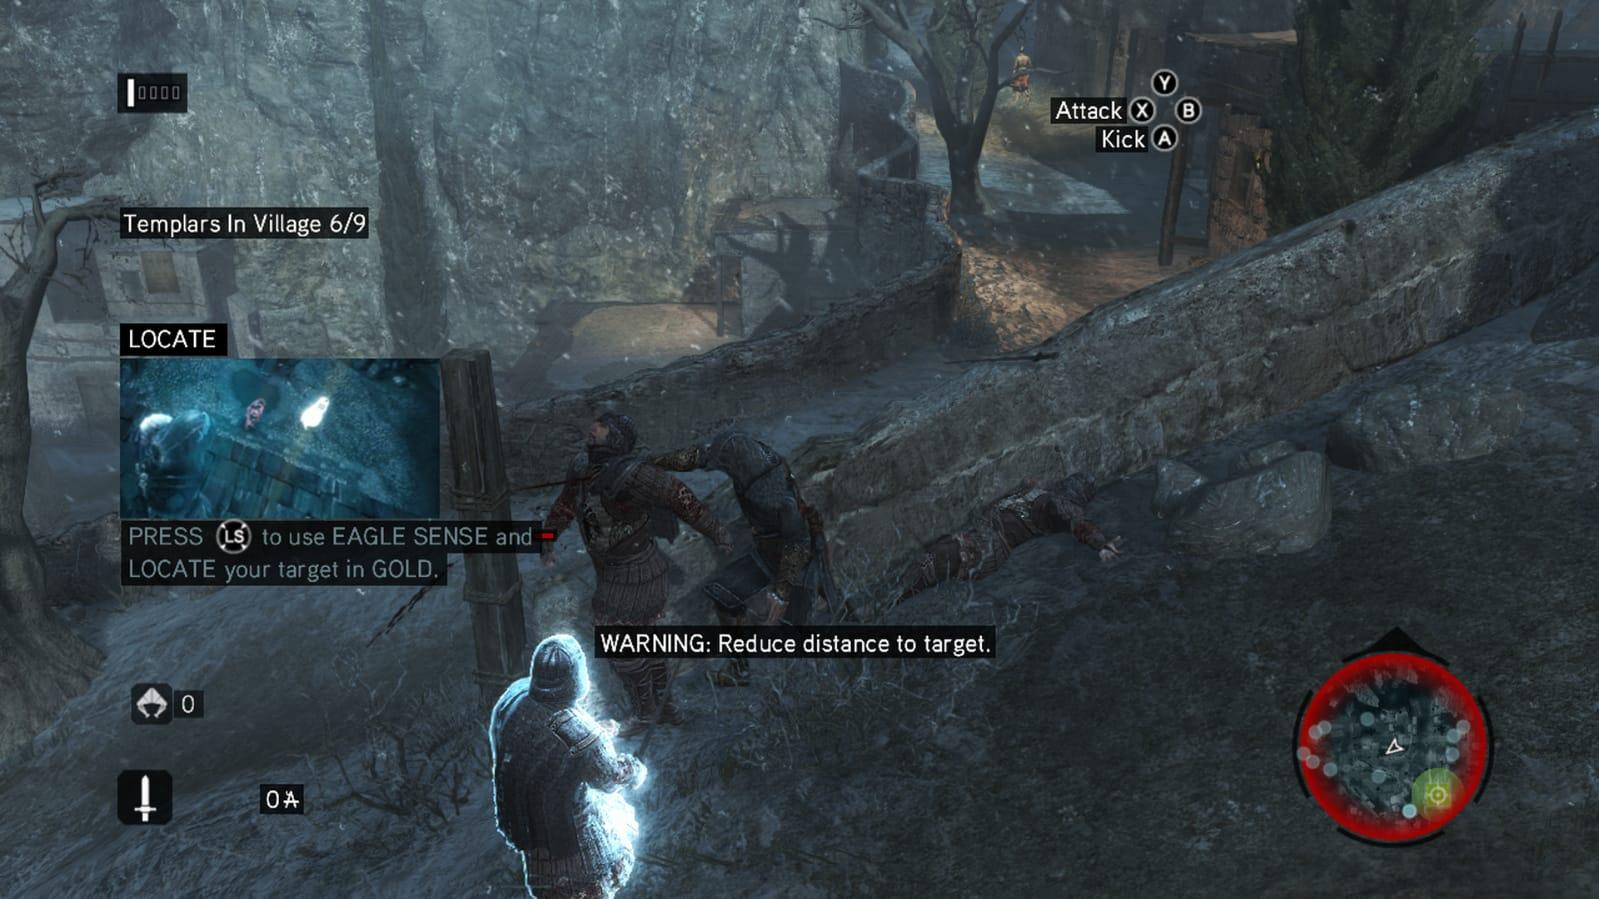 Y
Attack X B
Kick A
Templars In Village 6/9
LOCATE
PRESS LS to use EAGLE SENSE and
LOCATE your target in GOLD.
WARNING: Reduce distance to target.
0
0